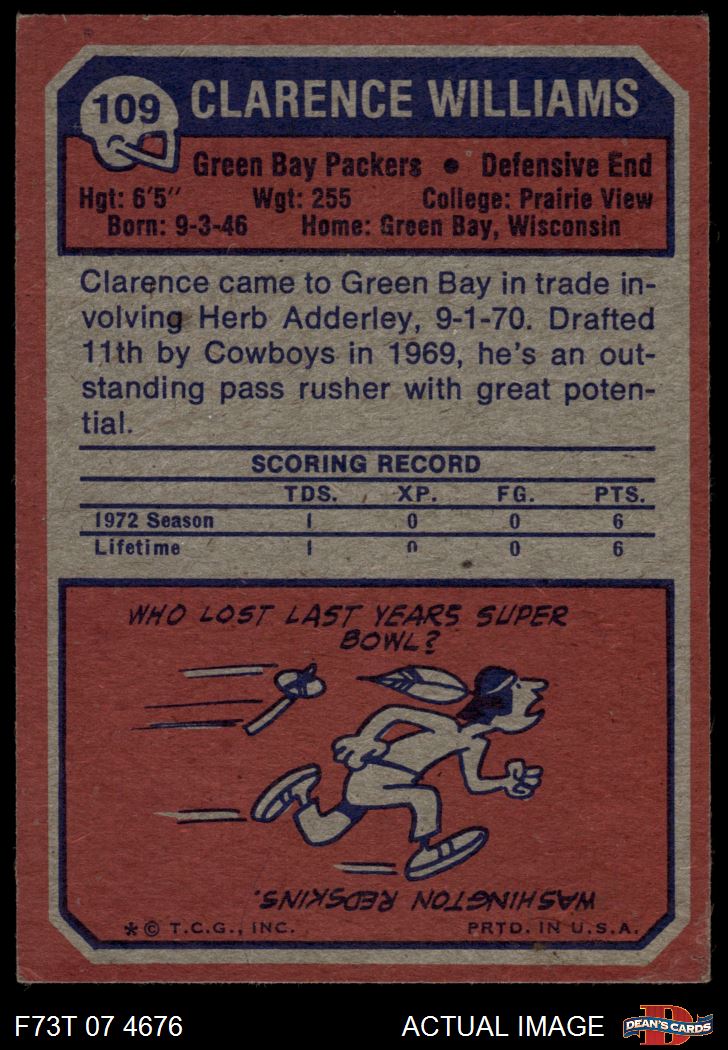 109
CLARENCE WILLIAMS
Green Bay Packers • Defensive End
Hgt: 6'5" Wgt: 255 College: Prairie View
Born: 9-3-46 Home: Green Bay, Wisconsin
Clarence came to Green Bay in trade in-
volving Herb Adderley, 9-1-70. Drafted
11th by Cowboys in 1969, he's an out-
standing pass rusher with great poten-
tial.
SCORING RECORD
TDS. XP. FG. PTS.
1972 Season 1 0 0 6
Lifetime 1 0 0 6
WHO LOST LAST YEARS SUPER
BOWL?
WASHINGTON REDSKINS.
* © T.C.G., INC. PRTD. IN U.S.A.
F73T 07 4676 ACTUAL IMAGE
D
DEAN'S CARDS